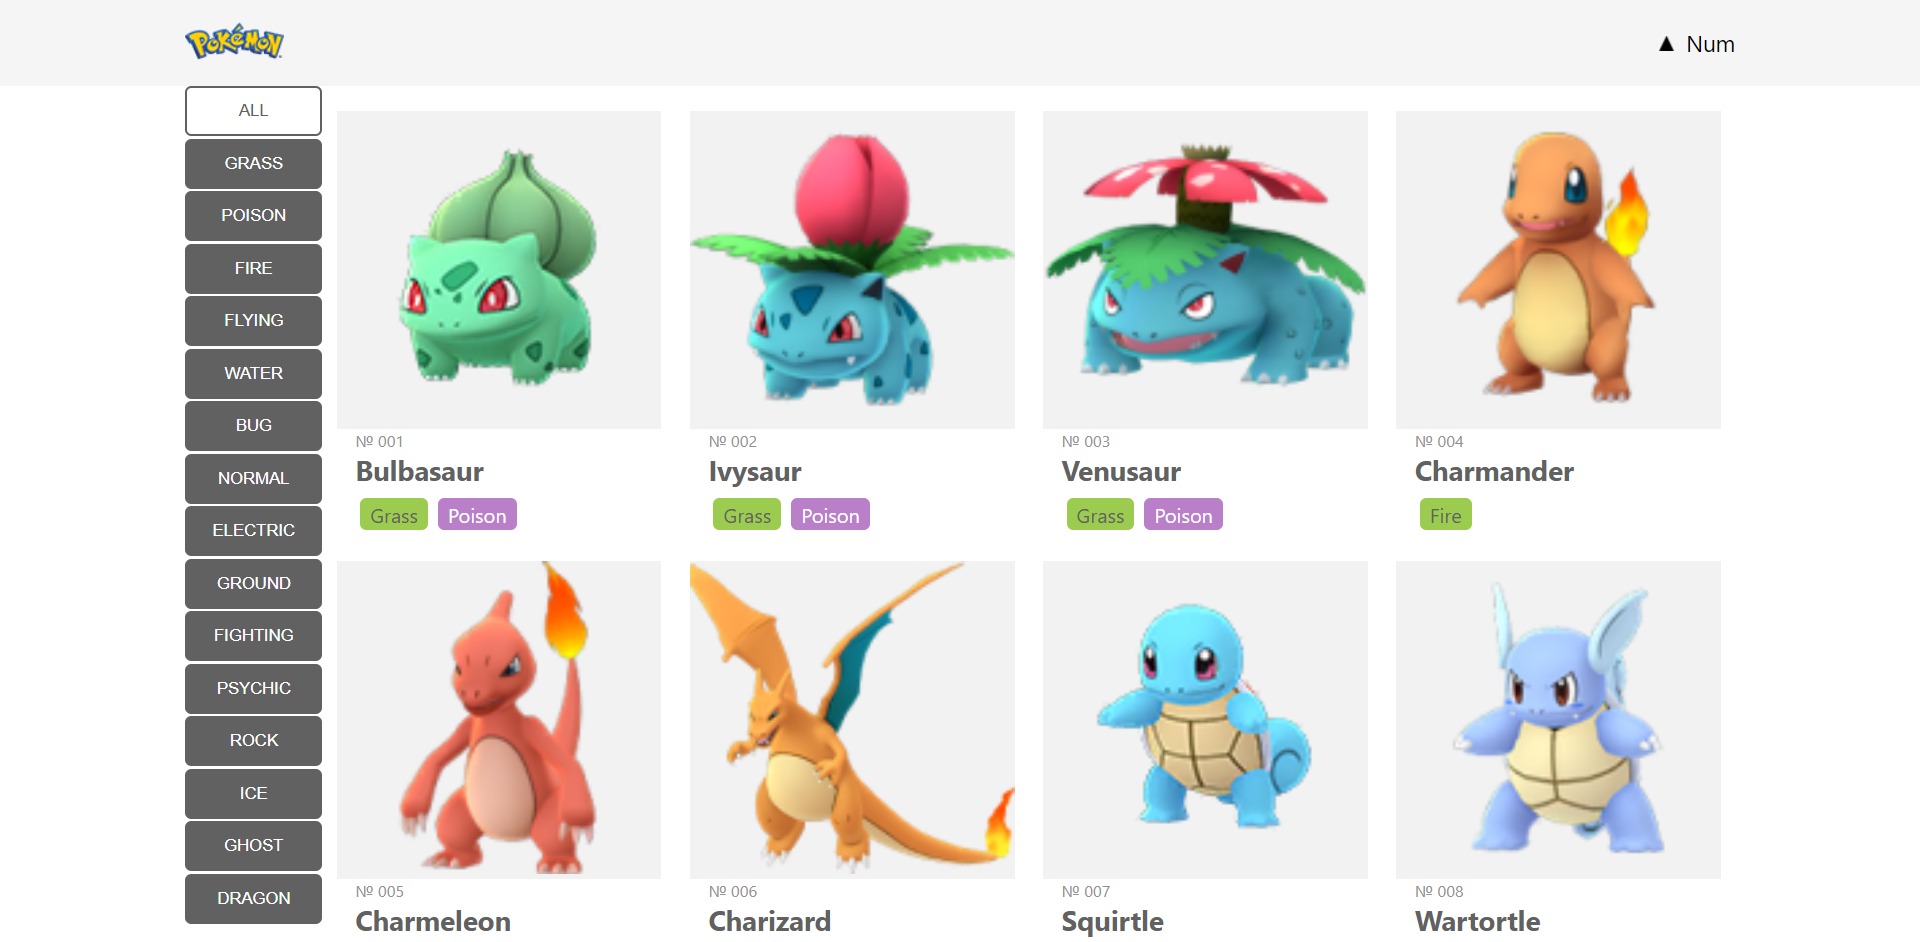 POKéMON
▲ Num
ALL
GRASS
POISON
FIRE
FLYING
WATER
BUG
NORMAL
ELECTRIC
GROUND
FIGHTING
PSYCHIC
ROCK
ICE
GHOST
DRAGON
№ 001
Bulbasaur
Grass Poison
№ 002
Ivysaur
Grass Poison
№ 003
Venusaur
Grass Poison
№ 004
Charmander
Fire
№ 005
Charmeleon
№ 006
Charizard
№ 007
Squirtle
№ 008
Wartortle